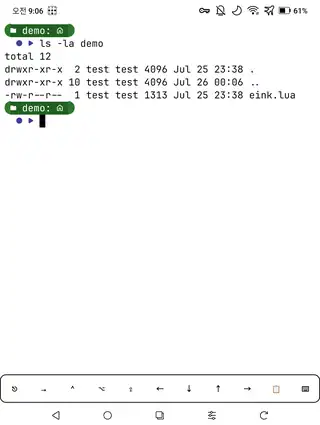 오전 9:06 61%
demo:
ls -la demo
total 12
drwxr-xr-x  2 test test 4096 Jul 25 23:38 .
drwxr-xr-x 10 test test 4096 Jul 26 00:06 ..
-rw-r--r--  1 test test 1313 Jul 25 23:38 eink.lua
demo: